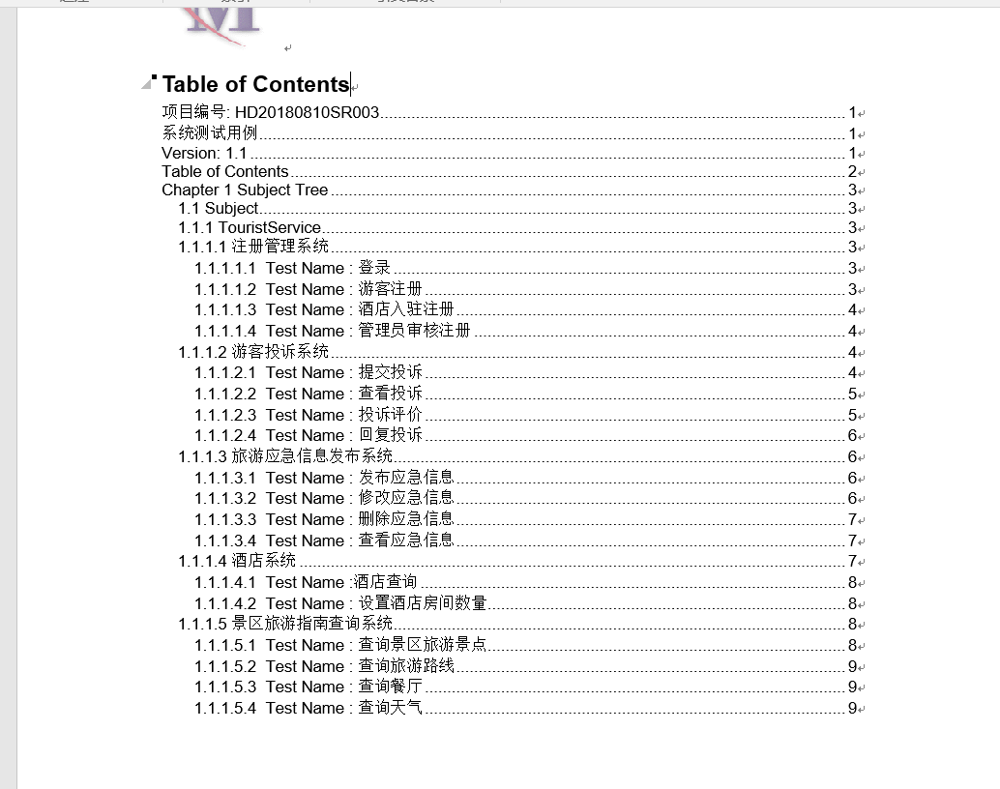 M
Table of Contents
项目编号: HD20180810SR003 1
系统测试用例 1
Version: 1.1 1
Table of Contents 2
Chapter 1 Subject Tree 3
1.1 Subject 3
1.1.1 TouristService 3
1.1.1.1 注册管理系统 3
1.1.1.1.1 Test Name : 登录 3
1.1.1.1.2 Test Name : 游客注册 3
1.1.1.1.3 Test Name : 酒店入驻注册 4
1.1.1.1.4 Test Name : 管理员审核注册 4
1.1.1.2 游客投诉系统 4
1.1.1.2.1 Test Name : 提交投诉 4
1.1.1.2.2 Test Name : 查看投诉 5
1.1.1.2.3 Test Name : 投诉评价 5
1.1.1.2.4 Test Name : 回复投诉 6
1.1.1.3 旅游应急信息发布系统 6
1.1.1.3.1 Test Name : 发布应急信息 6
1.1.1.3.2 Test Name : 修改应急信息 6
1.1.1.3.3 Test Name : 删除应急信息 7
1.1.1.3.4 Test Name : 查看应急信息 7
1.1.1.4 酒店系统 7
1.1.1.4.1 Test Name :酒店查询 8
1.1.1.4.2 Test Name : 设置酒店房间数量 8
1.1.1.5 景区旅游指南查询系统 8
1.1.1.5.1 Test Name : 查询景区旅游景点 8
1.1.1.5.2 Test Name : 查询旅游路线 9
1.1.1.5.3 Test Name : 查询餐厅 9
1.1.1.5.4 Test Name : 查询天气 9